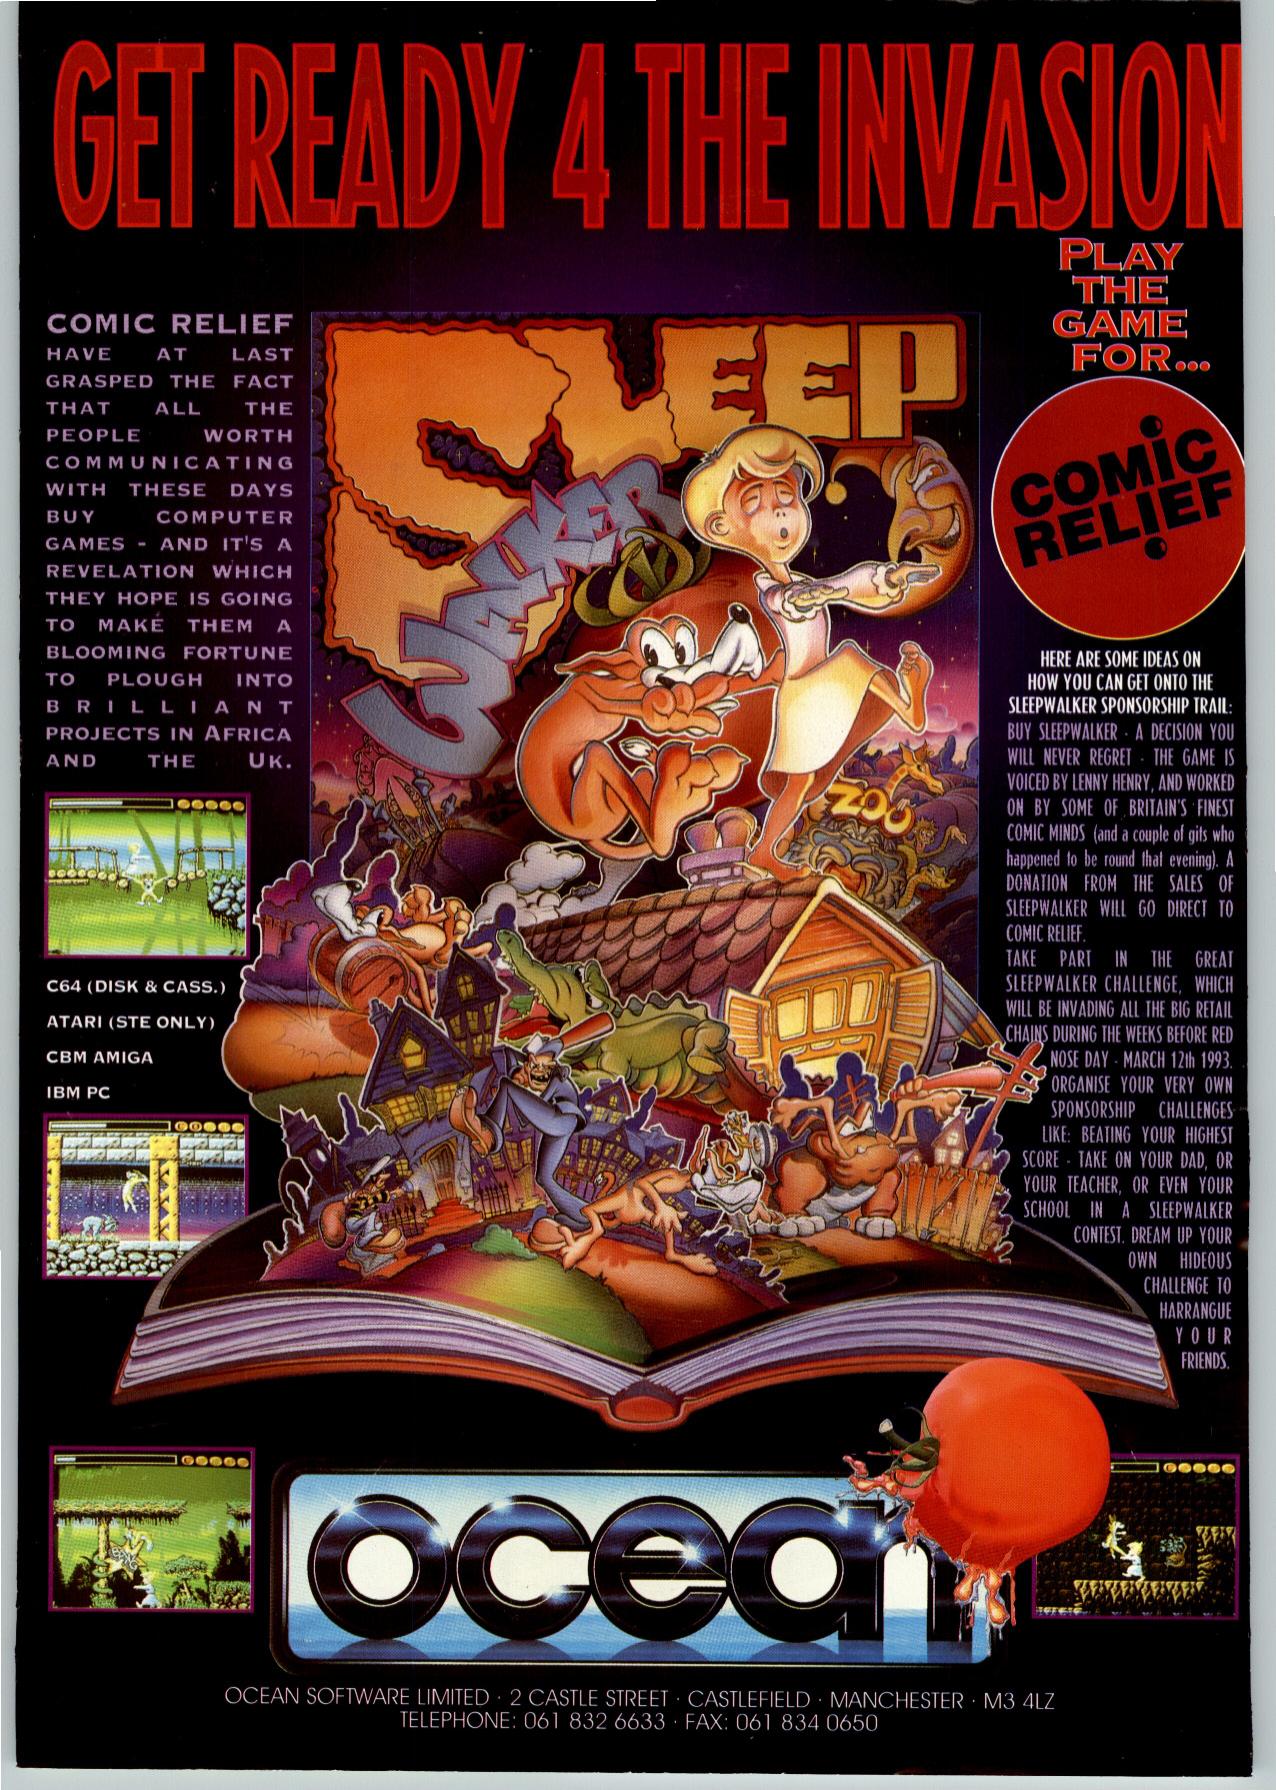 GET READY 4 THE INVASION
PLAY
THE
GAME
FOR...
COMIC RELIEF
HAVE AT LAST
GRASPED THE FACT
THAT ALL THE
PEOPLE WORTH
COMMUNICATING
WITH THESE DAYS
BUY COMPUTER
GAMES - AND IT'S A
REVELATION WHICH
THEY HOPE IS GOING
TO MAKE THEM A
BLOOMING FORTUNE
TO PLOUGH INTO
BRILLIANT
PROJECTS IN AFRICA
AND THE UK.
SLEEP
WALKER
ZOO
COMIC
RELIEF
HERE ARE SOME IDEAS ON
HOW YOU CAN GET ONTO THE
SLEEPWALKER SPONSORSHIP TRAIL:
BUY SLEEPWALKER - A DECISION YOU
WILL NEVER REGRET - THE GAME IS
VOICED BY LENNY HENRY, AND WORKED
ON BY SOME OF BRITAIN'S FINEST
COMIC MINDS (and a couple of gits who
happened to be round that evening). A
DONATION FROM THE SALES OF
SLEEPWALKER WILL GO DIRECT TO
COMIC RELIEF.
TAKE PART IN THE GREAT
SLEEPWALKER CHALLENGE, WHICH
WILL BE INVADING ALL THE BIG RETAIL
CHAINS DURING THE WEEKS BEFORE RED
NOSE DAY - MARCH 12th 1993.
ORGANISE YOUR VERY OWN
SPONSORSHIP CHALLENGES
LIKE: BEATING YOUR HIGHEST
SCORE - TAKE ON YOUR DAD, OR
YOUR TEACHER, OR EVEN YOUR
SCHOOL IN A SLEEPWALKER
CONTEST. DREAM UP YOUR
OWN HIDEOUS
CHALLENGE TO
HARRANGUE
YOUR
FRIENDS.
C64 (DISK & CASS.)
ATARI (STE ONLY)
CBM AMIGA
IBM PC
ocean
OCEAN SOFTWARE LIMITED · 2 CASTLE STREET · CASTLEFIELD · MANCHESTER · M3 4LZ
TELEPHONE: 061 832 6633 · FAX: 061 834 0650